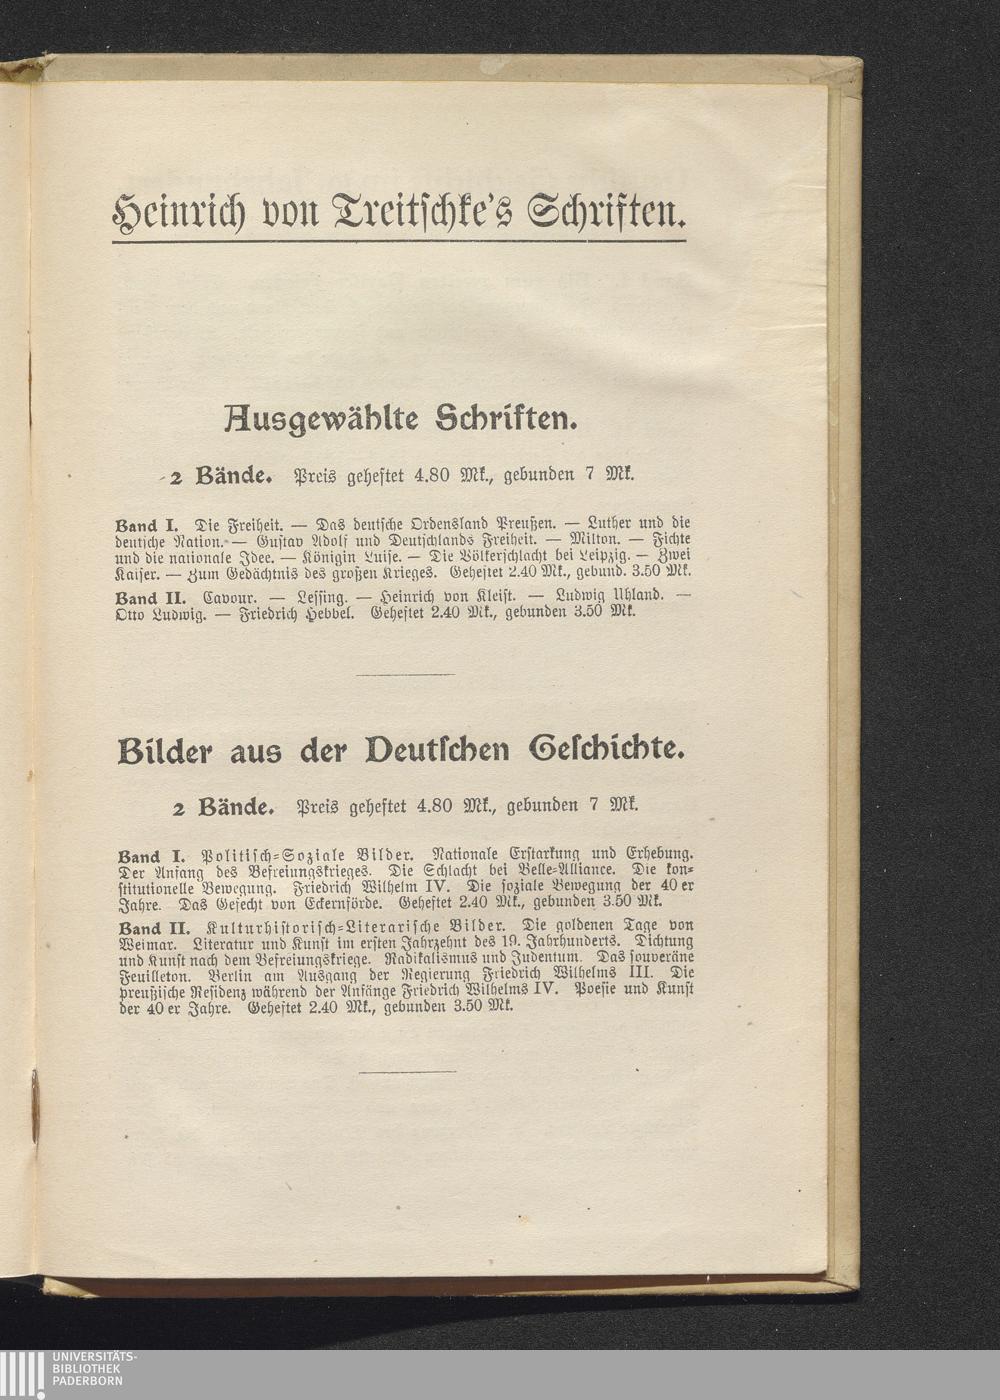 Heinrich von Treitschke's Schriften.
Ausgewählte Schriften.
2 Bände. Preis geheftet 4.80 Mk., gebunden 7 Mk.
Band I. Die Freiheit. — Das deutsche Ordensland Preußen. — Luther und die
deutsche Nation. — Gustav Adolf und Deutschlands Freiheit. — Milton. — Fichte
und die nationale Idee. — Königin Luise. — Die Völkerschlacht bei Leipzig. — Zwei
Kaiser. — Zum Gedächtnis des großen Krieges. Geheftet 2.40 Mk., gebund. 3.50 Mk.
Band II. Cavour. — Lessing. — Heinrich von Kleist. — Ludwig Uhland. —
Otto Ludwig. — Friedrich Hebbel. Geheftet 2.40 Mk., gebunden 3.50 Mk.
Bilder aus der Deutschen Geschichte.
2 Bände. Preis geheftet 4.80 Mk., gebunden 7 Mk.
Band I. Politisch-Soziale Bilder. Nationale Erstarkung und Erhebung.
Der Anfang des Befreiungskrieges. Die Schlacht bei Belle-Alliance. Die kon-
stitutionelle Bewegung. Friedrich Wilhelm IV. Die soziale Bewegung der 40 er
Jahre. Das Gefecht von Eckernförde. Geheftet 2.40 Mk., gebunden 3.50 Mk.
Band II. Kulturhistorisch-Literarische Bilder. Die goldenen Tage von
Weimar. Literatur und Kunst im ersten Jahrzehnt des 19. Jahrhunderts. Dichtung
und Kunst nach dem Befreiungskriege. Radikalismus und Judentum. Das souveräne
Feuilleton. Berlin am Ausgang der Regierung Friedrich Wilhelms III. Die
preußische Residenz während der Anfänge Friedrich Wilhelms IV. Poesie und Kunst
der 40 er Jahre. Geheftet 2.40 Mk., gebunden 3.50 Mk.
UNIVERSITÄTS-
BIBLIOTHEK
PADERBORN